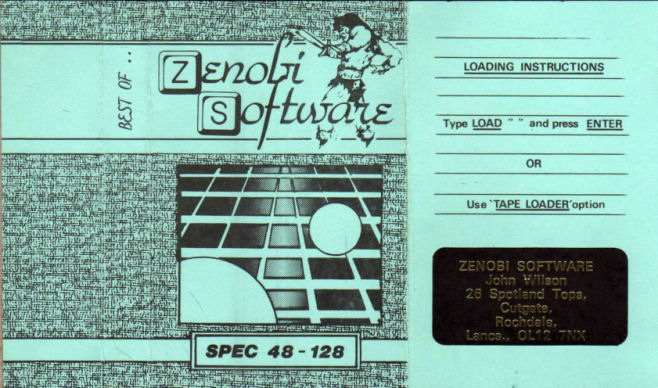 BEST OF ...
Zenobi
Software
SPEC 48-128
LOADING INSTRUCTIONS
Type LOAD " " and press ENTER
OR
Use 'TAPE LOADER' option
ZENOBI SOFTWARE
John Wilson
26 Spotland Tops,
Cutgate,
Rochdale,
Lancs., OL12 7NX